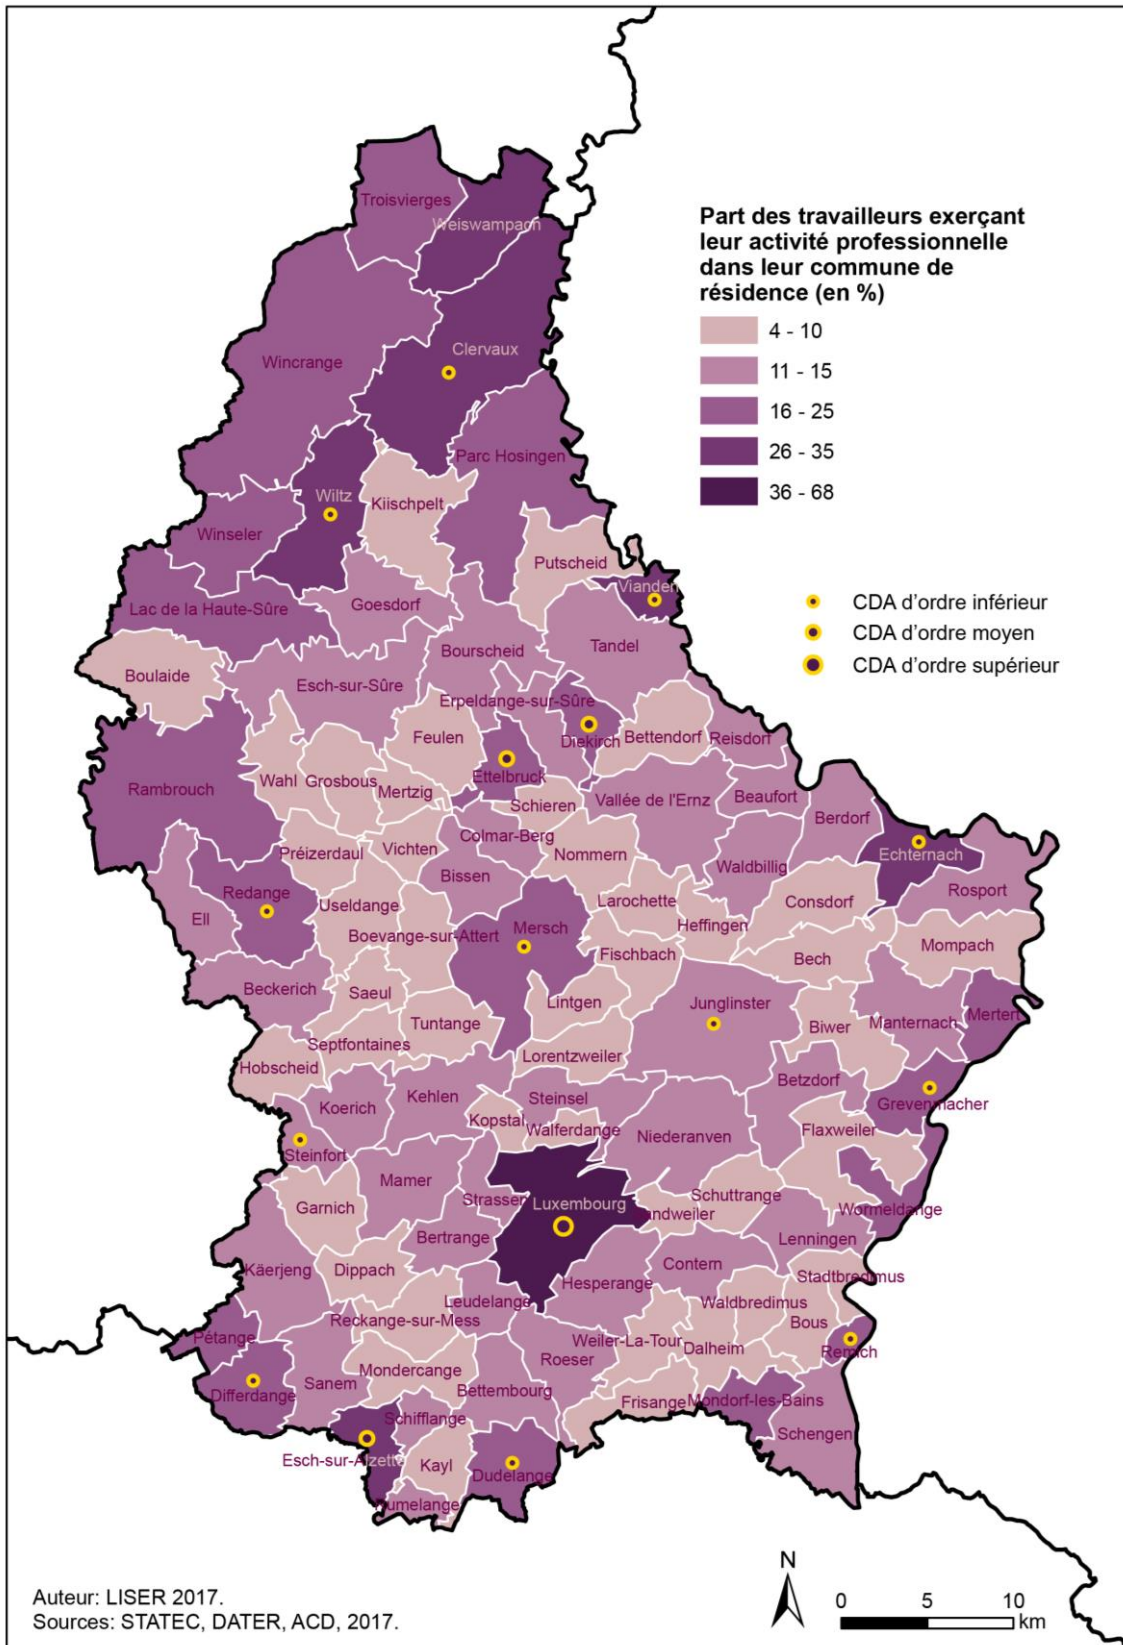 Troisvierges
Weiswampach
Part des travailleurs exerçant
leur activité professionnelle
dans leur commune de
résidence (en %)
4 - 10
11 - 15
16 - 25
26 - 35
36 - 68
Clervaux
Wincrange
Parc Hosingen
Wiltz
Kiischpelt
Winseler
Putscheid
Vianden
CDA d'ordre inférieur
CDA d'ordre moyen
CDA d'ordre supérieur
Lac de la Haute-Sûre
Goesdorf
Tandel
Bourscheid
Boulaide
Esch-sur-Sûre
Erpeldange-sur-Sûre
Feulen
Diekirch
Bettendorf
Reisdorf
Ettelbruck
Rambrouch
Wahl
Grosbous
Mertzig
Schieren
Vallée de l'Ernz
Beaufort
Berdorf
Colmar-Berg
Préizerdaul
Vichten
Nommern
Echternach
Bissen
Waldbillig
Redange
Rosport
Useldange
Larochette
Consdorf
Ell
Mersch
Heffingen
Boevange-sur-Attert
Fischbach
Bech
Mompach
Beckerich
Saeul
Lintgen
Junglinster
Mertert
Tuntange
Biwer
Manternach
Septfontaines
Lorentzweiler
Hobscheid
Betzdorf
Kehlen
Steinsel
Grevenmacher
Koerich
Kopstal
Walferdange
Niederanven
Flaxweiler
Steinfort
Mamer
Schuttrange
Strassen
Luxembourg
Garnich
andweiler
Wormeldange
Bertrange
Lenningen
Contern
Käerjeng
Dippach
Hesperange
Stadtbredimus
Leudelange
Waldbredimus
Reckange-sur-Mess
Bous
Pétange
Weiler-La-Tour
Dalheim
Remich
Roeser
Mondercange
Sanem
Differdange
Bettembourg
Frisange
Mondorf-les-Bains
Schifflange
Schengen
Esch-sur-Alzette
Kayl
Dudelange
Rumelange
N
Auteur: LISER 2017.
Sources: STATEC, DATER, ACD, 2017.
0 5 10
km